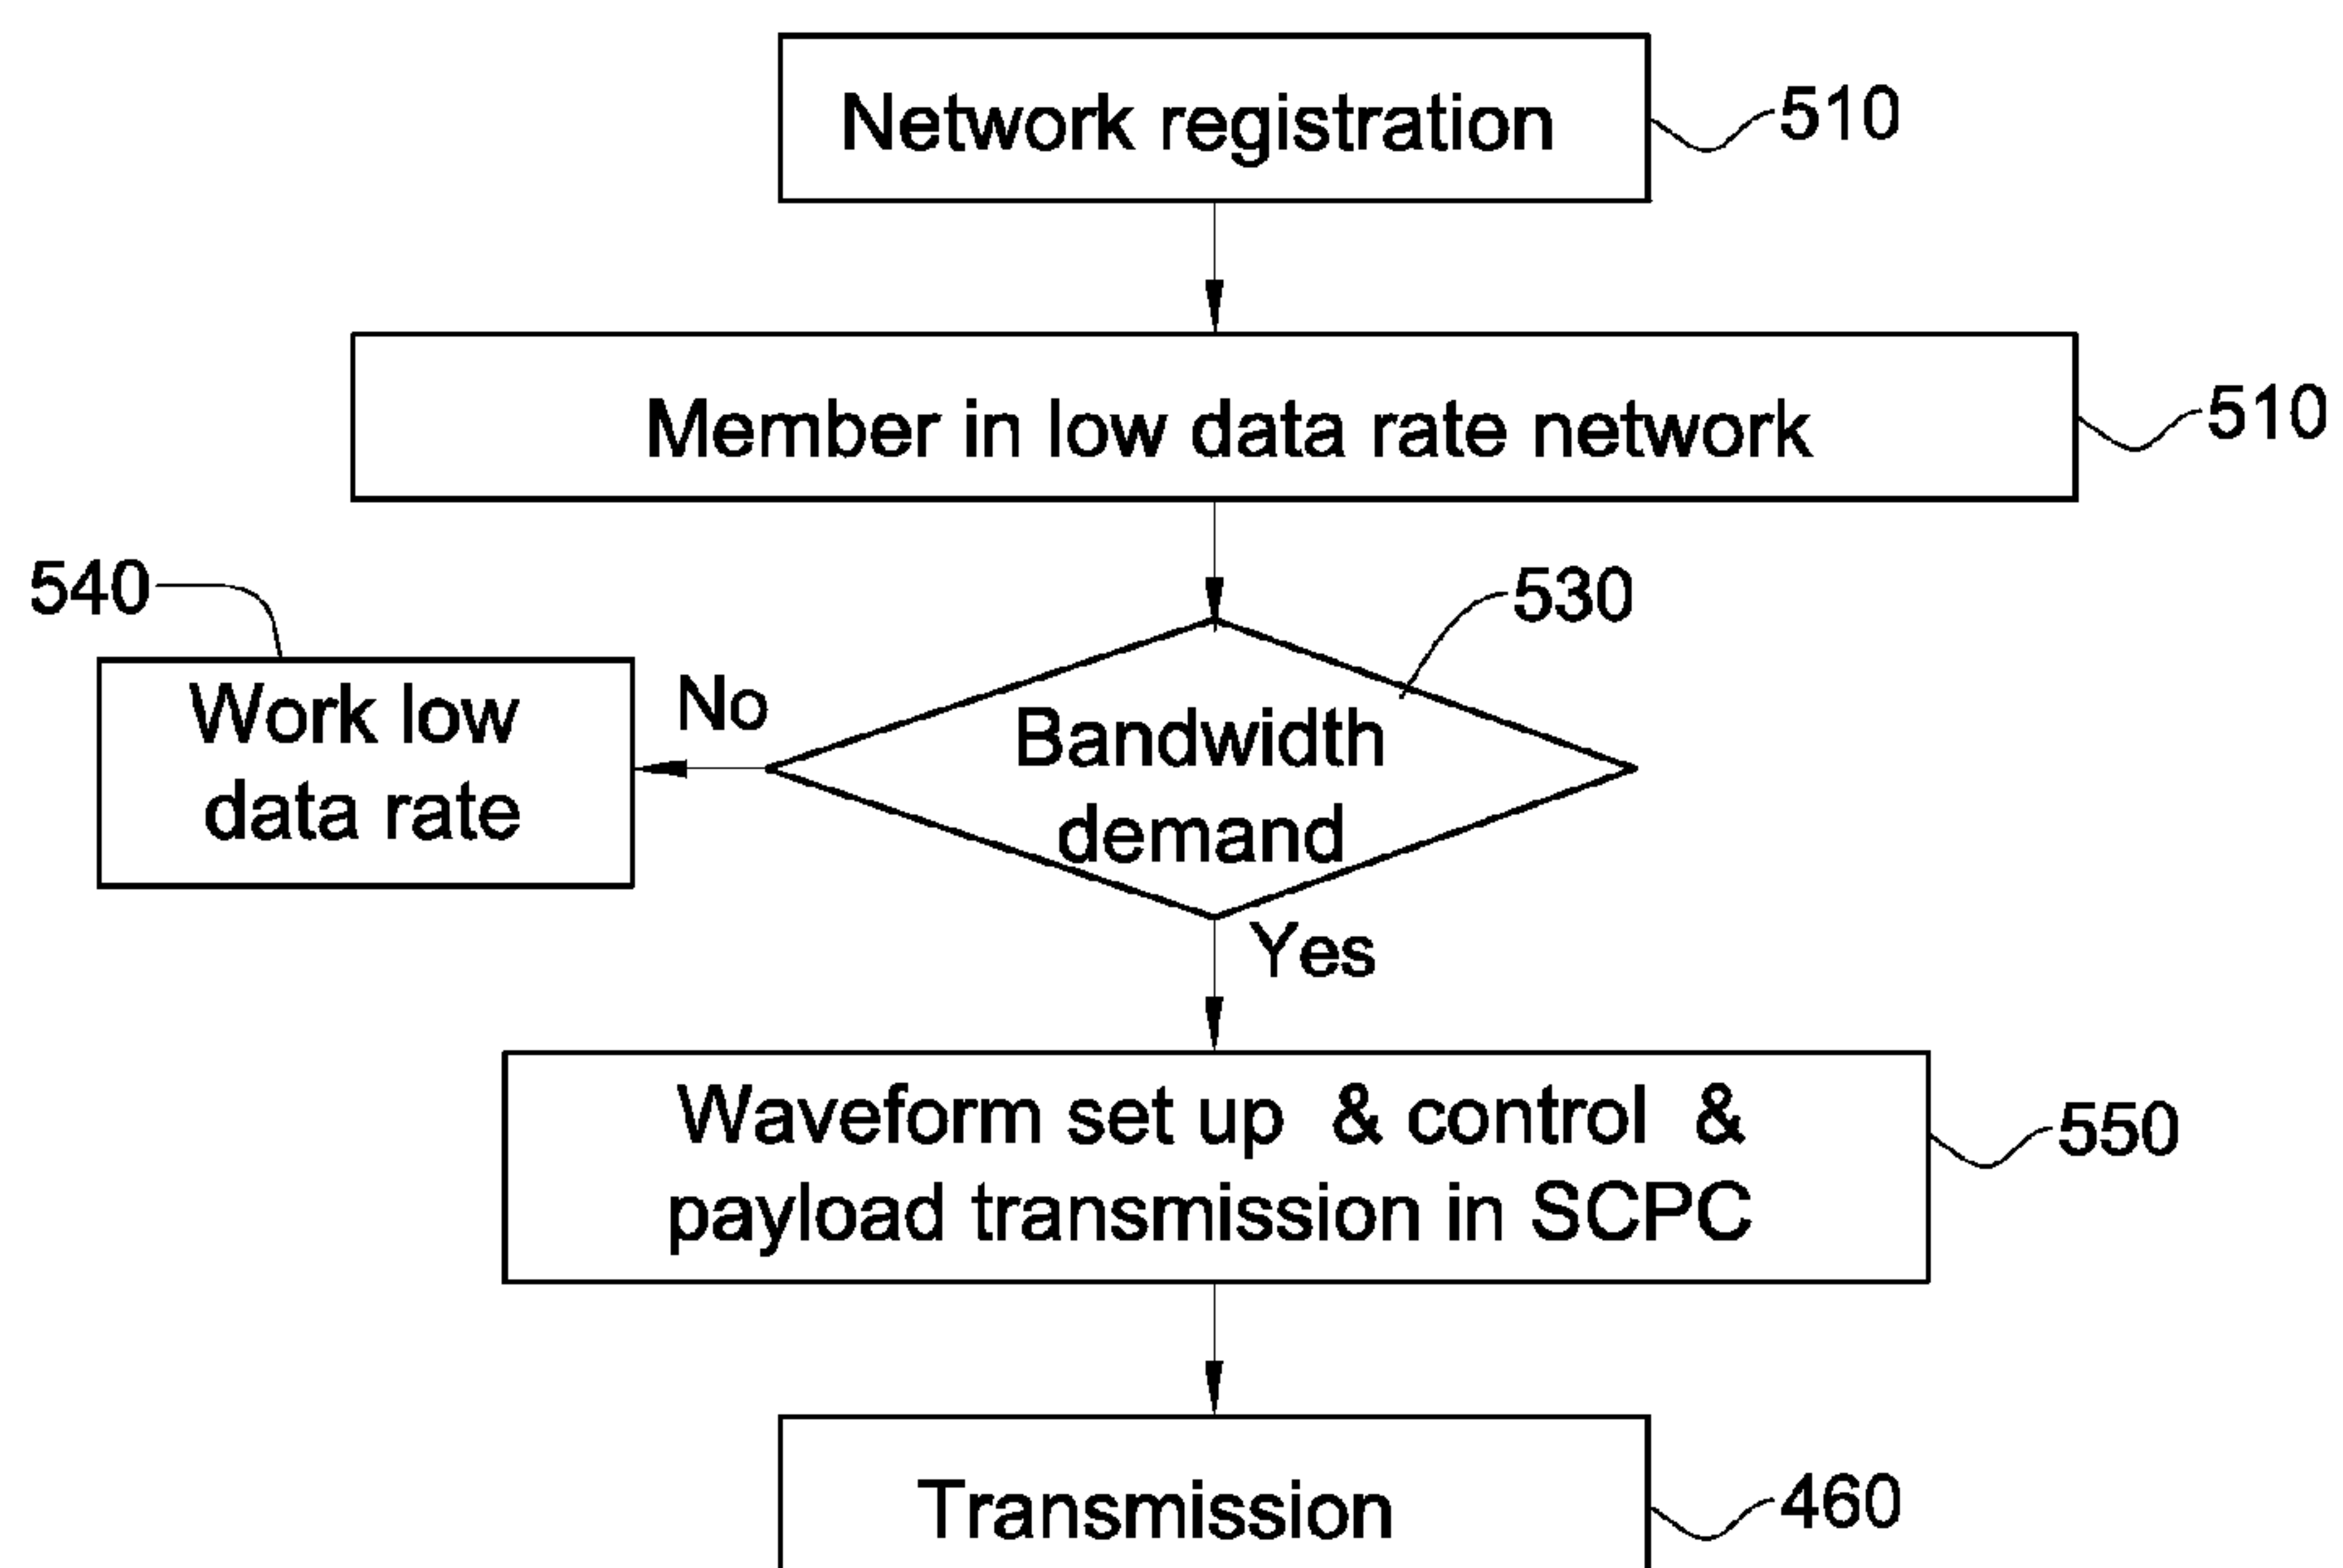 Network registration
510
Member in low data rate network
510
540
530
Work low
data rate
No
Bandwidth
demand
Yes
Waveform set up & control &
payload transmission in SCPC
550
Transmission
460